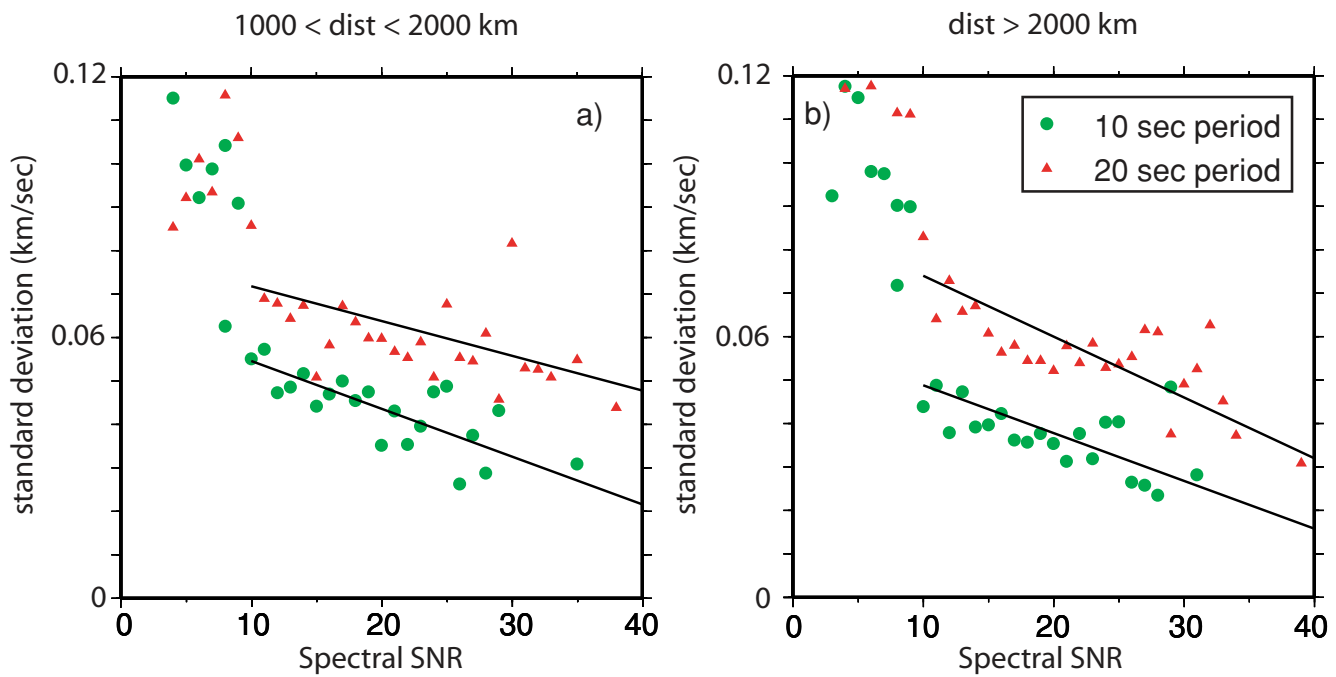 1000 < dist < 2000 km
dist > 2000 km
0.12
0.06
0
standard deviation (km/sec)
a)
0
10
20
30
40
Spectral SNR
0.12
0.06
0
standard deviation (km/sec)
b)
10 sec period
20 sec period
0
10
20
30
40
Spectral SNR